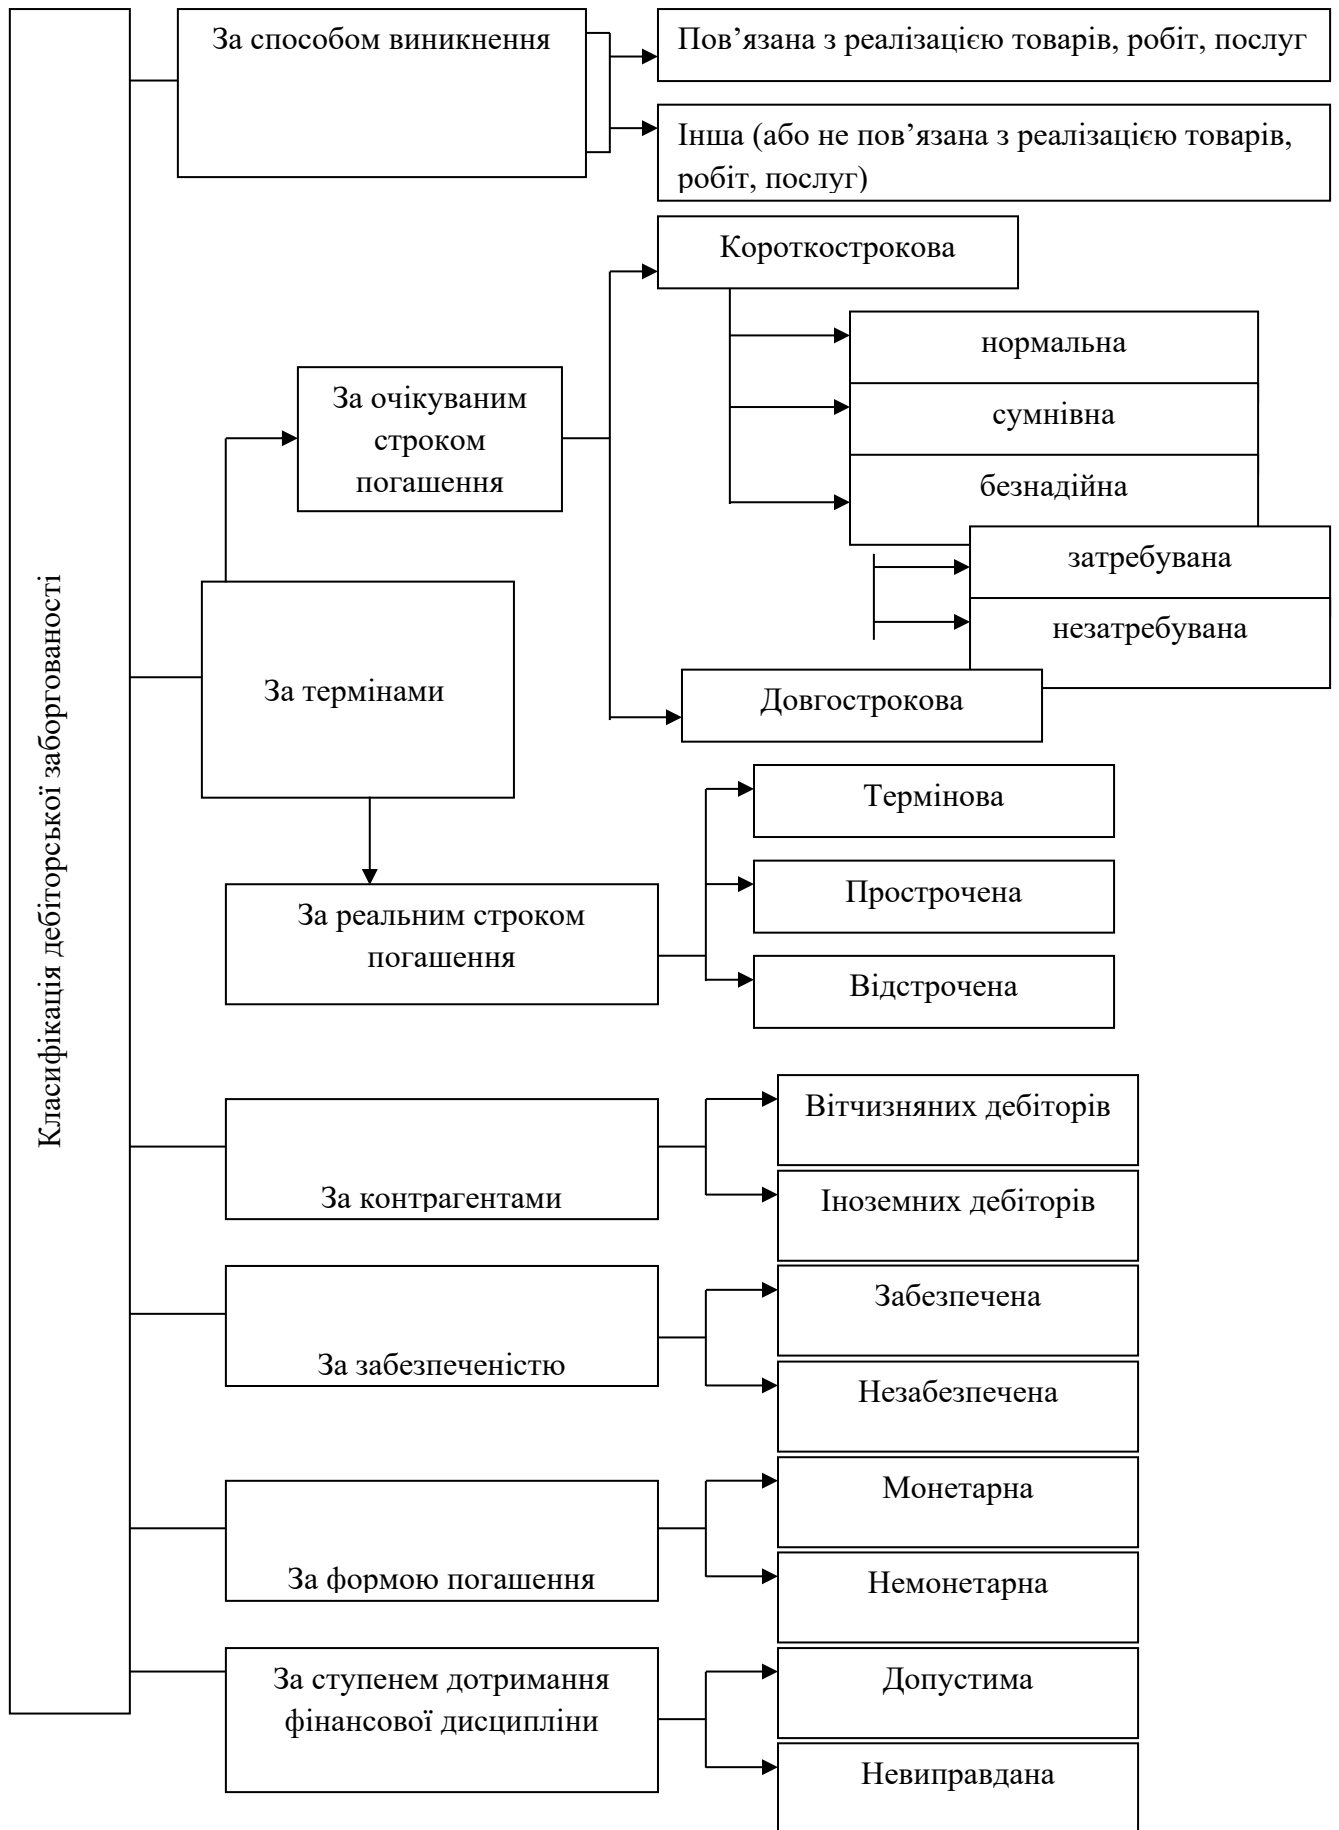 Класифікація дебіторської заборгованості
За способом виникнення
Пов’язана з реалізацією товарів, робіт, послуг
Інша (або не пов’язана з реалізацією товарів,
робіт, послуг)
Короткострокова
нормальна
За очікуваним
строком
погашення
сумнівна
безнадійна
затребувана
незатребувана
За термінами
Довгострокова
Термінова
Прострочена
За реальним строком
погашення
Відстрочена
Вітчизняних дебіторів
За контрагентами
Іноземних дебіторів
Забезпечена
За забезпеченістю
Незабезпечена
Монетарна
За формою погашення
Немонетарна
За ступенем дотримання
фінансової дисципліни
Допустима
Невиправдана